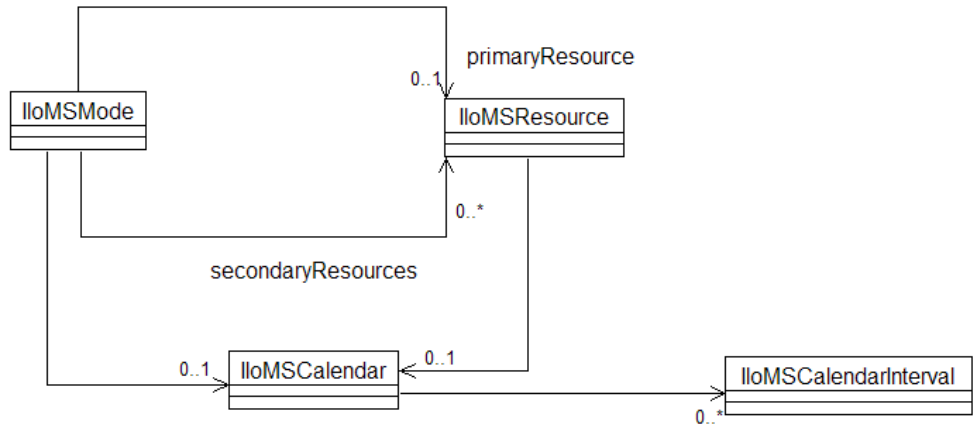 primaryResource
0..1
IloMSMode
IloMSResource
0..*
secondaryResources
0..1
0..1
IloMSCalendar
IloMSCalendarInterval
0..*